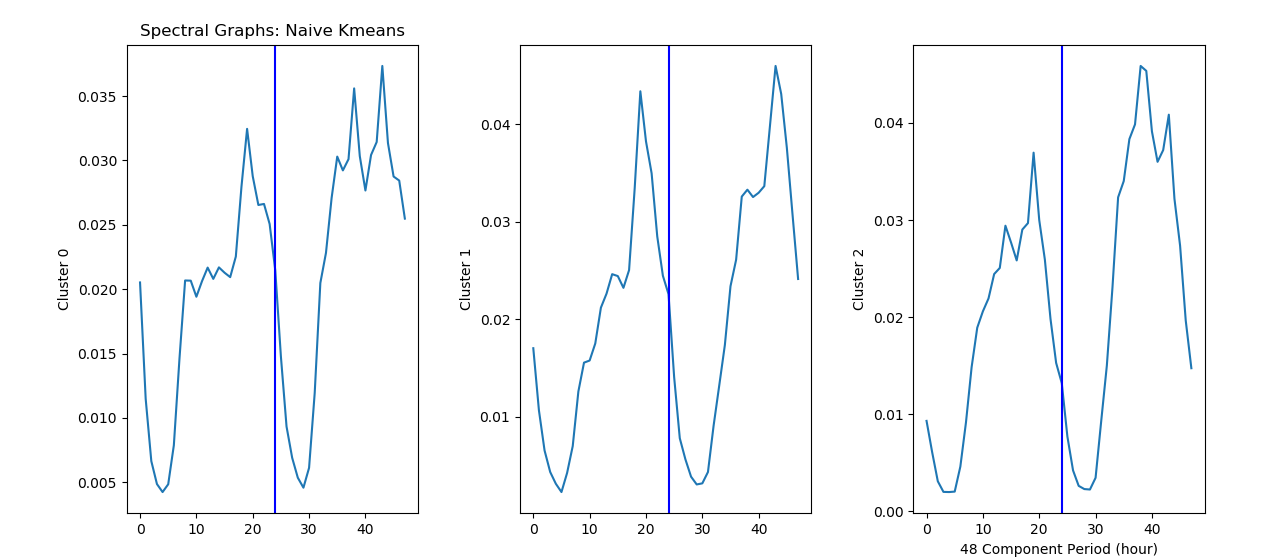 Spectral Graphs: Naive Kmeans
Cluster 0
0.035
0.030
0.025
0.020
0.015
0.010
0.005
0 10 20 30 40
Cluster 1
0.04
0.03
0.02
0.01
0 10 20 30 40
Cluster 2
0.04
0.03
0.02
0.01
0.00
0 10 20 30 40
48 Component Period (hour)